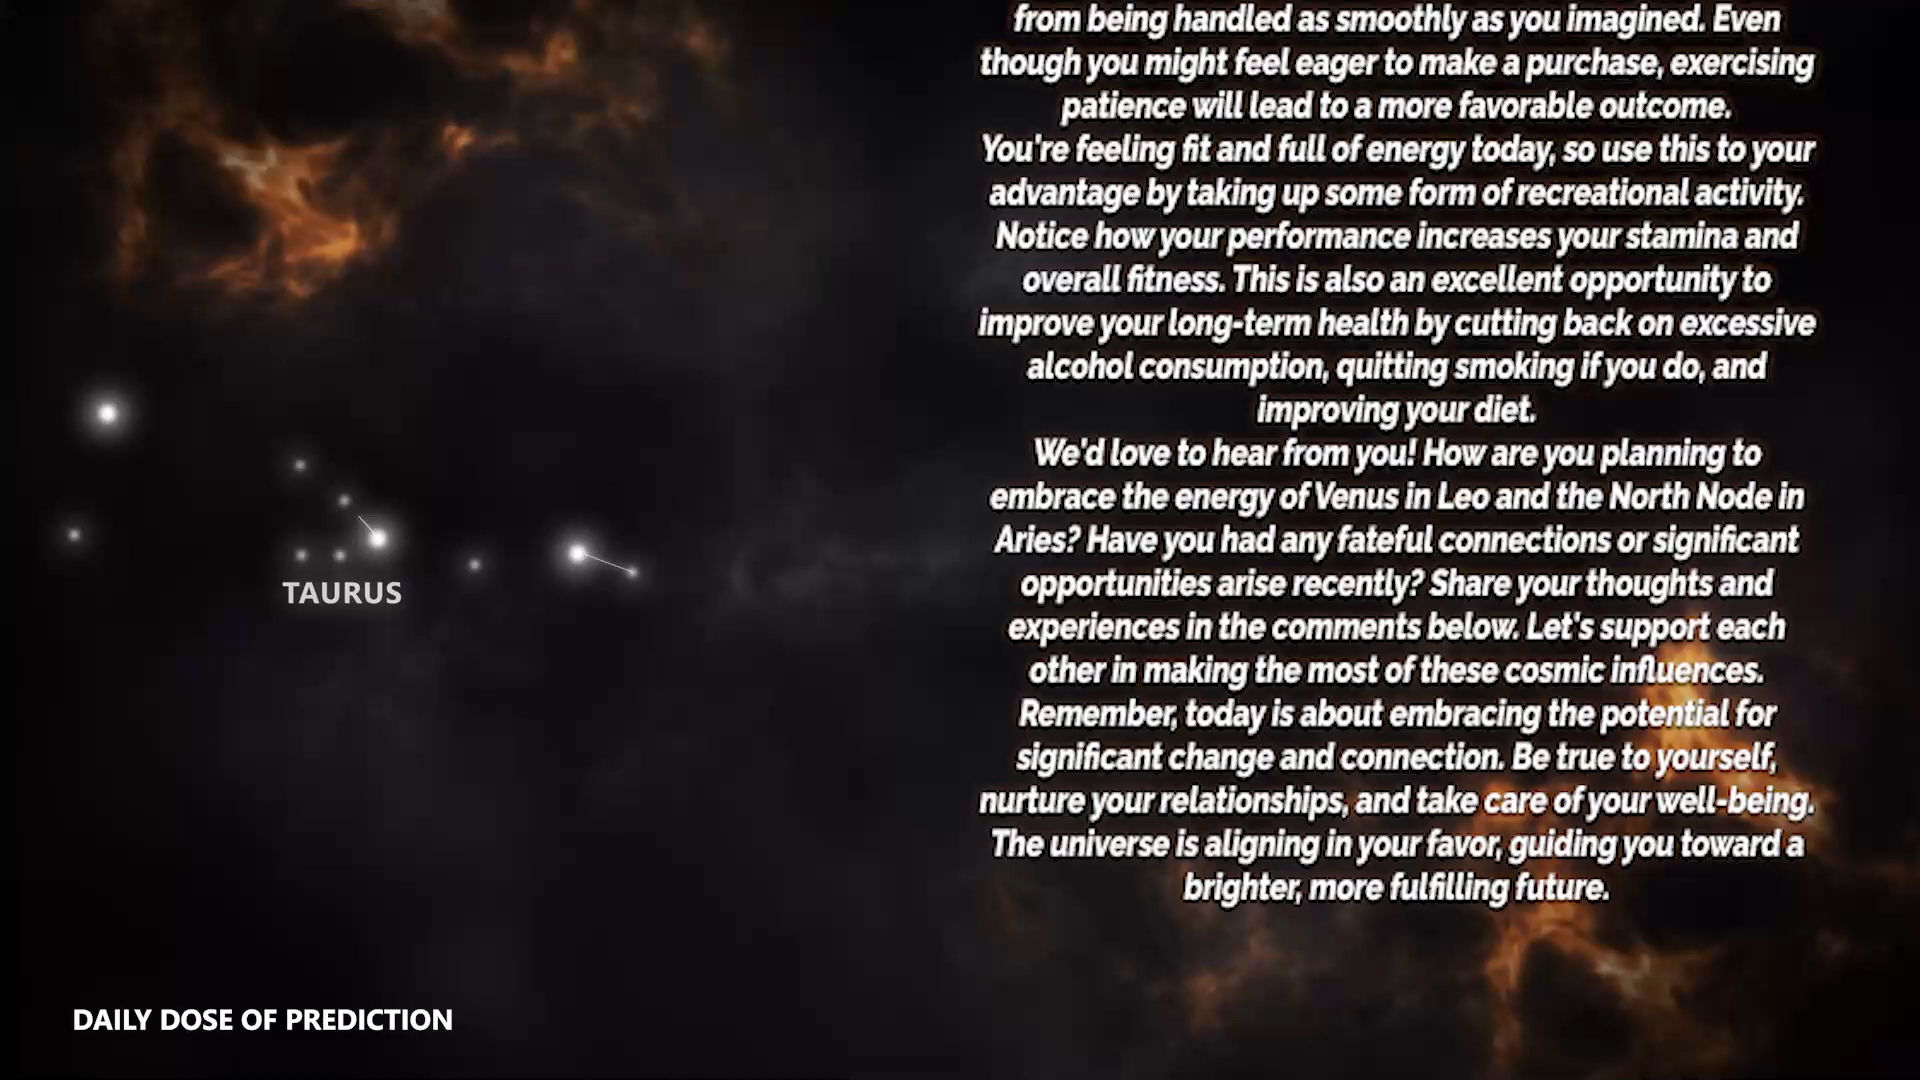 from being handled as smoothly as you imagined. Even
though you might feel eager to make a purchase, exercising
patience will lead to a more favorable outcome.
You're feeling fit and full of energy today, so use this to your
advantage by taking up some form of recreational activity.
Notice how your performance increases your stamina and
overall fitness. This is also an excellent opportunity to
improve your long-term health by cutting back on excessive
alcohol consumption, quitting smoking if you do, and
improving your diet.
We'd love to hear from you! How are you planning to
embrace the energy of Venus in Leo and the North Node in
Aries? Have you had any fateful connections or significant
opportunities arise recently? Share your thoughts and
experiences in the comments below. Let's support each
other in making the most of these cosmic influences.
Remember, today is about embracing the potential for
significant change and connection. Be true to yourself,
nurture your relationships, and take care of your well-being.
The universe is aligning in your favor, guiding you toward a
brighter, more fulfilling future.
TAURUS
DAILY DOSE OF PREDICTION